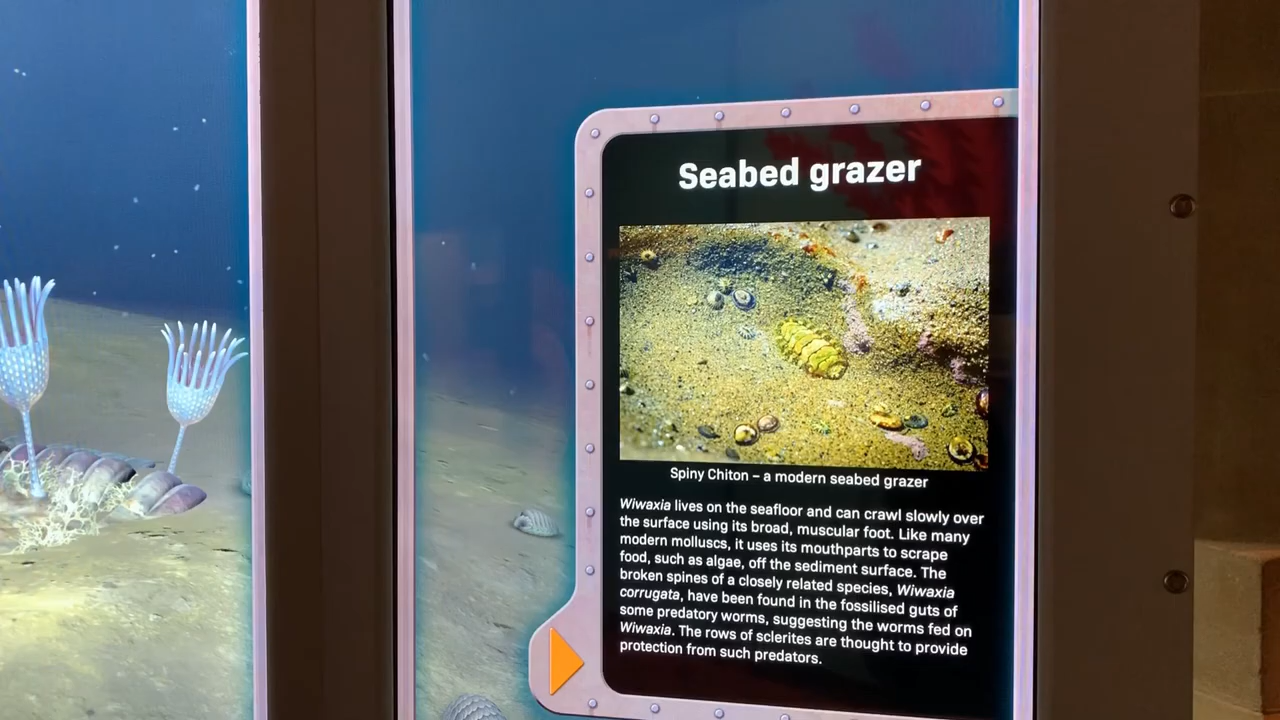 Seabed grazer
Spiny Chiton – a modern seabed grazer
Wiwaxia lives on the seafloor and can crawl slowly over
the surface using its broad, muscular foot. Like many
modern molluscs, it uses its mouthparts to scrape
food, such as algae, off the sediment surface. The
broken spines of a closely related species, Wiwaxia
corrugata, have been found in the fossilised guts of
some predatory worms, suggesting the worms fed on
Wiwaxia. The rows of sclerites are thought to provide
protection from such predators.